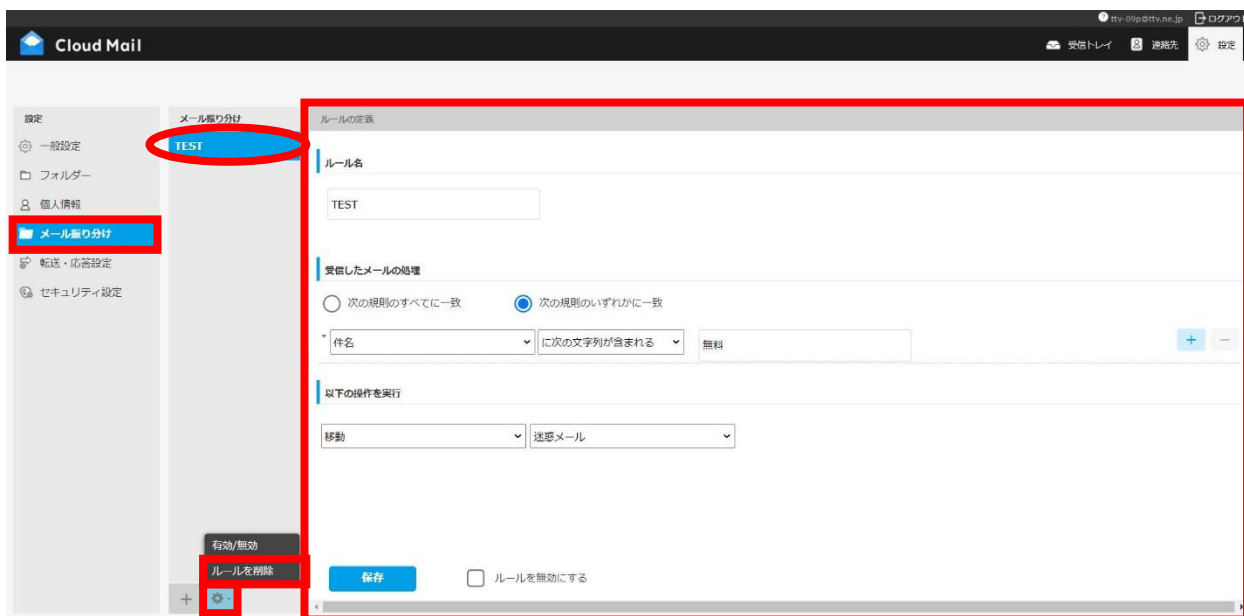 ttv-09p@ttv.ne.jp ログアウト
Cloud Mail
受信トレイ 連絡先 設定
設定
一般設定
フォルダー
個人情報
メール振り分け
転送・応答設定
セキュリティ設定
メール振り分け
TEST
有効/無効
ルールを削除
ルールの定義
ルール名
TEST
受信したメールの処理
次の規則のすべてに一致 次の規則のいずれかに一致
* 件名 に次の文字列が含まれる 無料 + −
以下の操作を実行
移動 迷惑メール
保存 ルールを無効にする